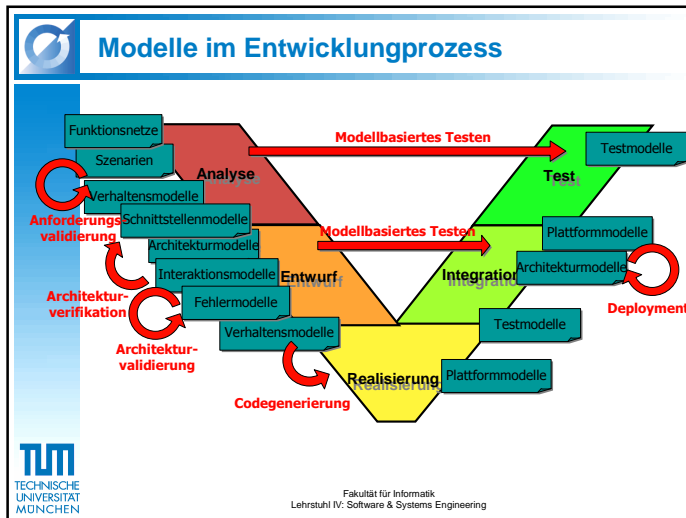 Modelle im Entwicklungprozess
Funktionsnetze
Szenarien
Verhaltensmodelle
Schnittstellenmodelle
Architekturmodelle
Interaktionsmodelle
Fehlermodelle
Verhaltensmodelle
Anforderungs
validierung
Architektur-
verifikation
Architektur-
validierung
Codegenerierung
Analyse
Entwurf
Realisierung
Modellbasiertes Testen
Modellbasiertes Testen
Test
Integration
Testmodelle
Plattformmodelle
Architekturmodelle
Deployment
Testmodelle
Plattformmodelle
TUM
TECHNISCHE
UNIVERSITÄT
MÜNCHEN
Fakultät für Informatik
Lehrstuhl IV: Software & Systems Engineering